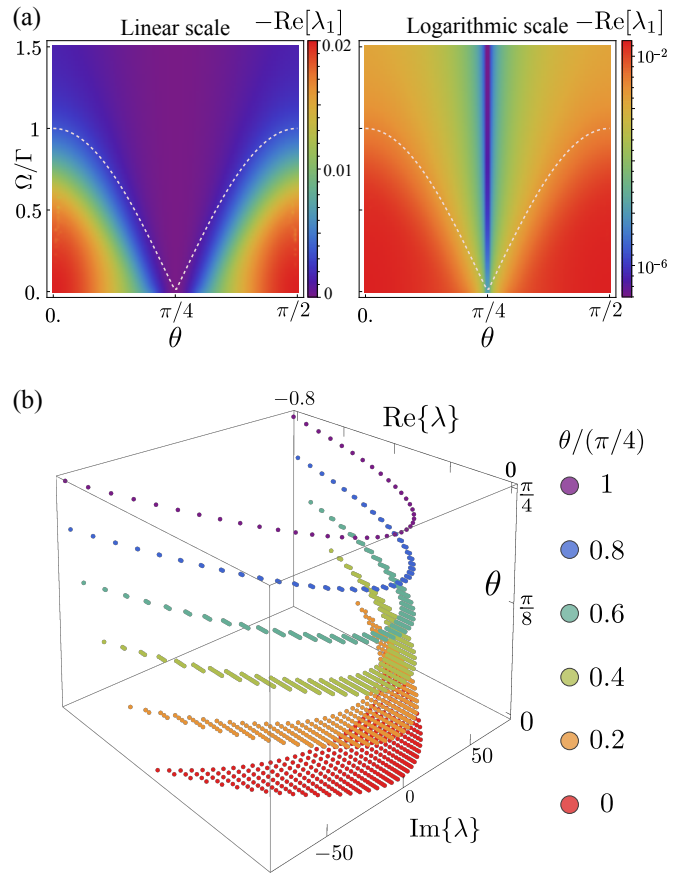 (a)
Linear scale
−Re[λ₁]
Logarithmic scale
−Re[λ₁]
1.5
1
0.5
0.
Ω/Γ
0.
π/4
π/2
θ
0.02
0.01
0
0.
π/4
π/2
θ
10⁻²
10⁻⁶
(b)
−0.8
Re{λ}
0
π/4
θ
π/8
0
50
0
Im{λ}
−50
θ/(π/4)
1
0.8
0.6
0.4
0.2
0